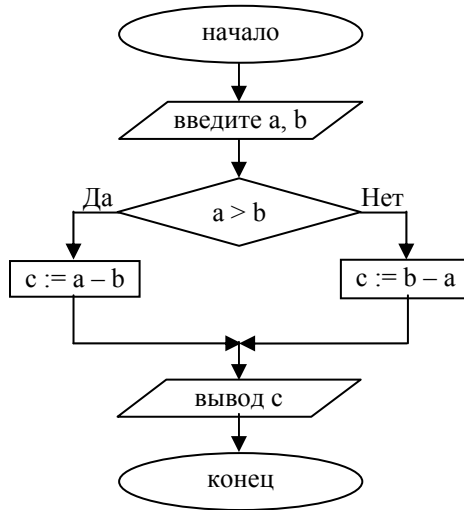 начало
введите a, b
Да
Нет
a > b
c := a – b
c := b – a
вывод c
конец